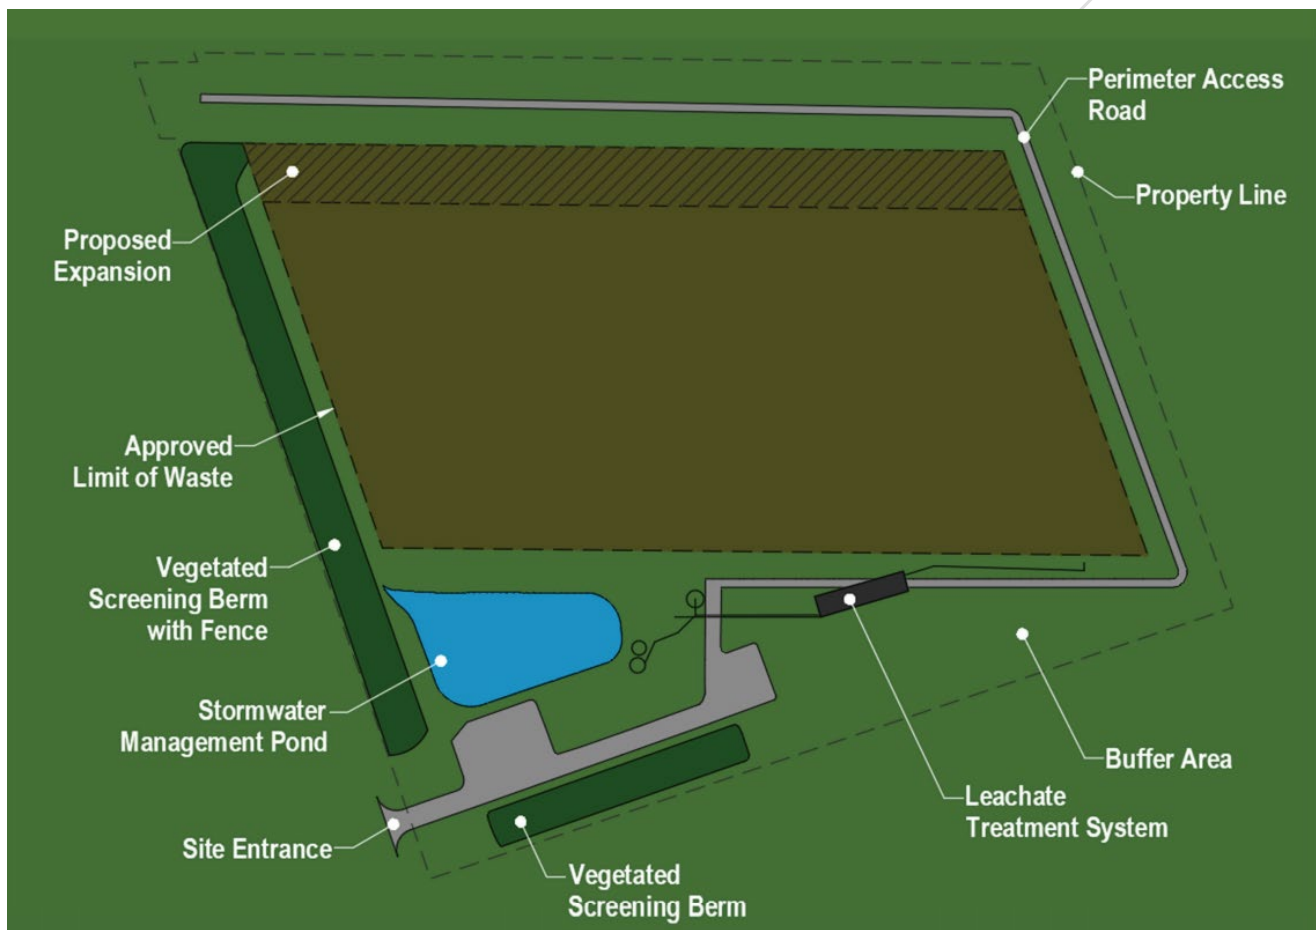 Perimeter Access
Road
Property Line
Proposed
Expansion
Approved
Limit of Waste
Vegetated
Screening Berm
with Fence
Stormwater
Management Pond
Buffer Area
Leachate
Treatment System
Site Entrance
Vegetated
Screening Berm